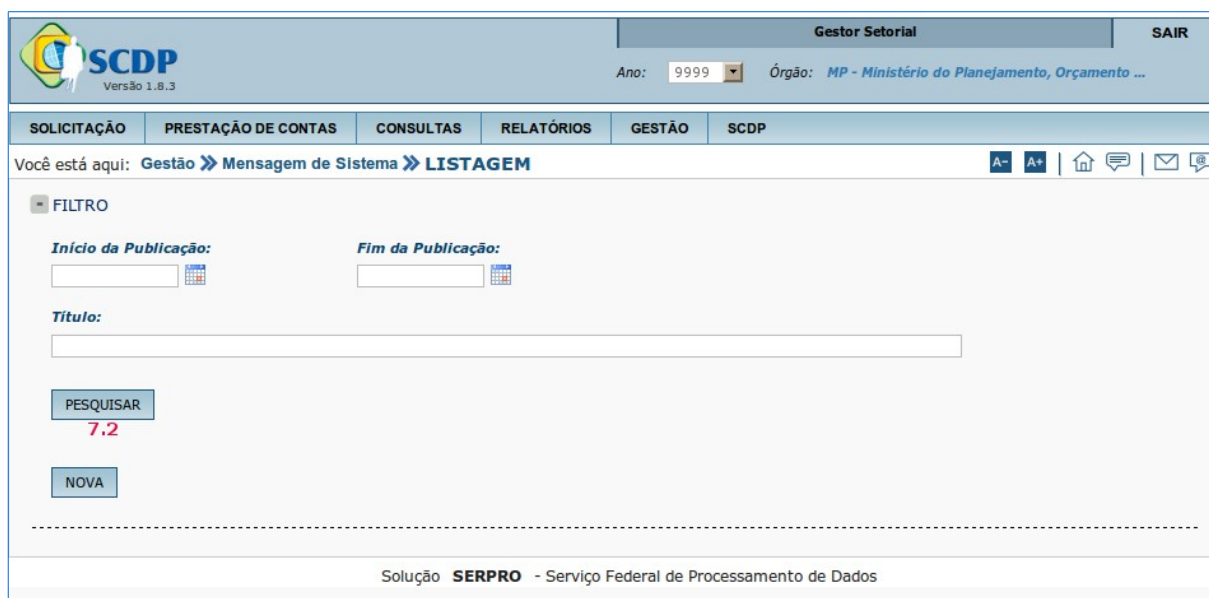 SCDP
Versão 1.8.3
Gestor Setorial
SAIR
Ano: 9999 Órgão: MP - Ministério do Planejamento, Orçamento ...
SOLICITAÇÃO PRESTAÇÃO DE CONTAS CONSULTAS RELATÓRIOS GESTÃO SCDP
Você está aqui: Gestão >> Mensagem de Sistema >> LISTAGEM
A- A+
- FILTRO
Início da Publicação: Fim da Publicação:
Título:
PESQUISAR
7.2
NOVA
Solução SERPRO - Serviço Federal de Processamento de Dados